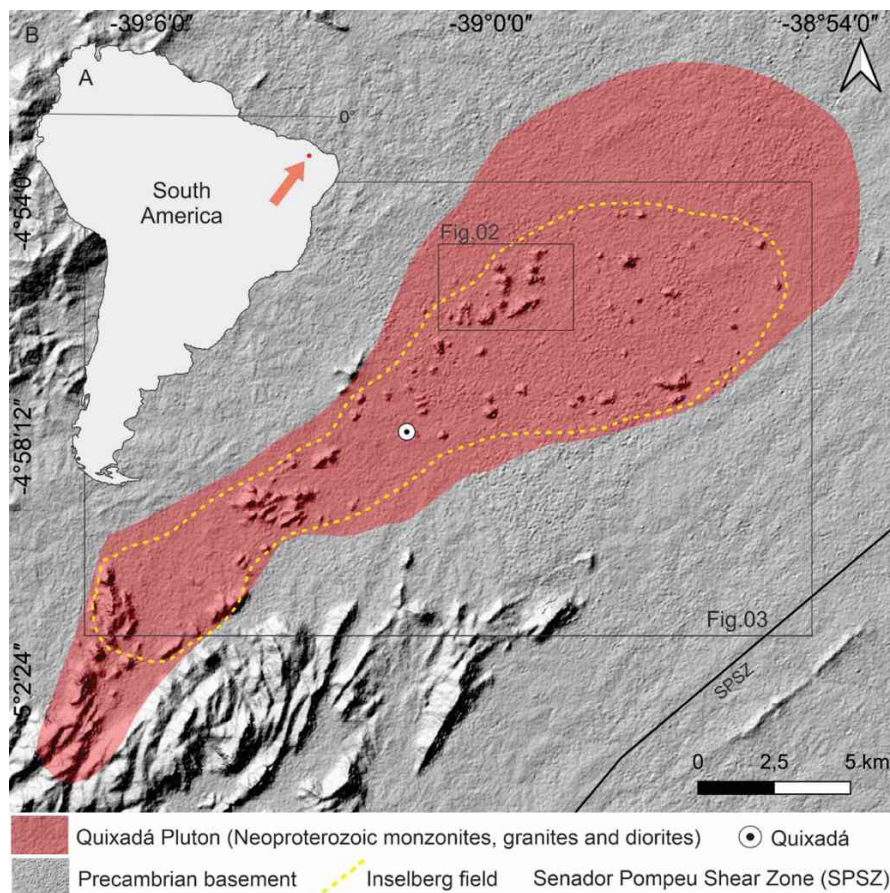 -39°6'0"
-39°0'0"
-38°54'0"
B
A
0°
South
America
-4°54'0"
Fig.02
-4°58'12"
Fig.03
-5°2'24"
SPSZ
0 2,5 5 km
Quixadá Pluton (Neoproterozoic monzonites, granites and diorites)
Quixadá
Precambrian basement
Inselberg field
Senador Pompeu Shear Zone (SPSZ)